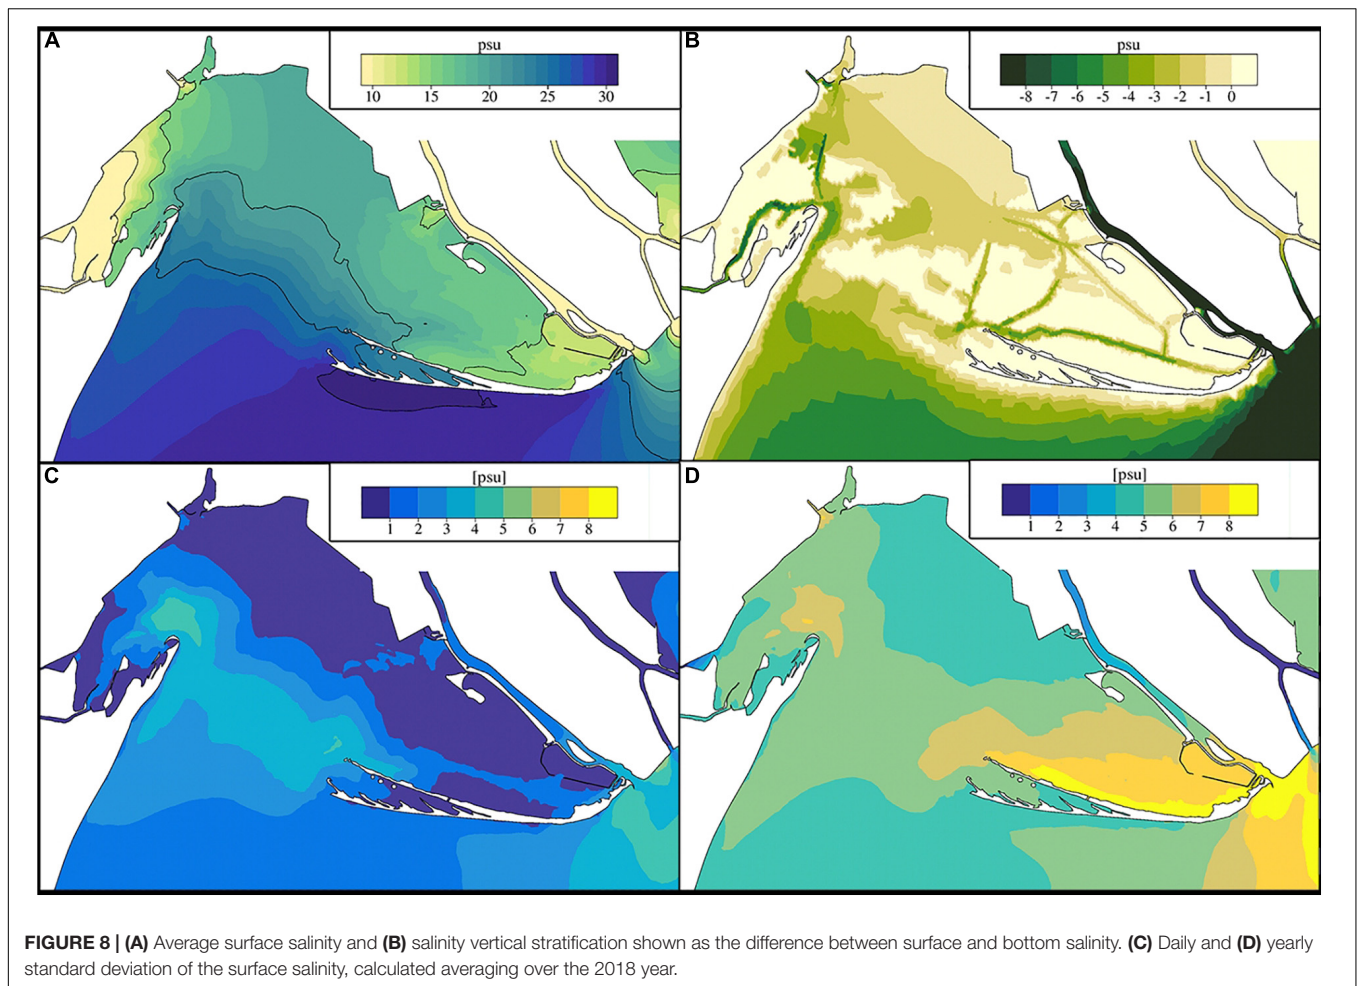 A
psu
10 15 20 25 30
B
psu
-8 -7 -6 -5 -4 -3 -2 -1 0
C
[psu]
1 2 3 4 5 6 7 8
D
[psu]
1 2 3 4 5 6 7 8
FIGURE 8 | (A) Average surface salinity and (B) salinity vertical stratification shown as the difference between surface and bottom salinity. (C) Daily and (D) yearly
standard deviation of the surface salinity, calculated averaging over the 2018 year.